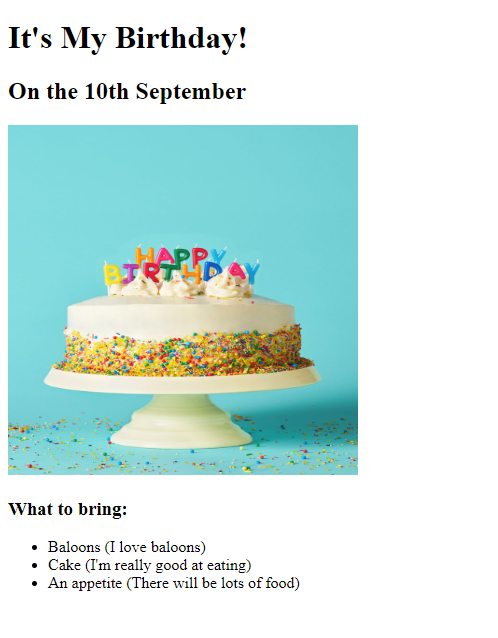 It's My Birthday!
On the 10th September
HAPPY
BIRTHDAY
What to bring:
Baloons (I love baloons)
Cake (I'm really good at eating)
An appetite (There will be lots of food)